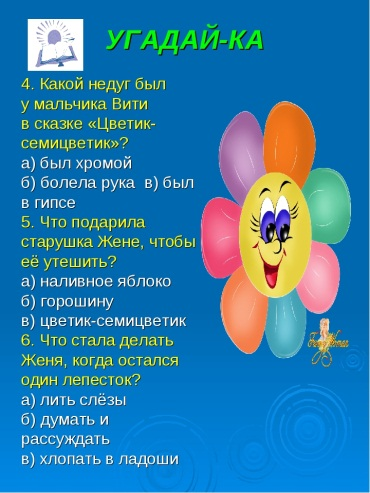 УГАДАЙ-КА
4. Какой недуг был
у мальчика Вити
в сказке «Цветик-
семицветик»?
а) был хромой
б) болела рука  в) был
в гипсе
5. Что подарила
старушка Жене, чтобы
её утешить?
а) наливное яблоко
б) горошину
в) цветик-семицветик
6. Что стала делать
Женя, когда остался
один лепесток?
а) лить слёзы
б) думать и
рассуждать
в) хлопать в ладоши